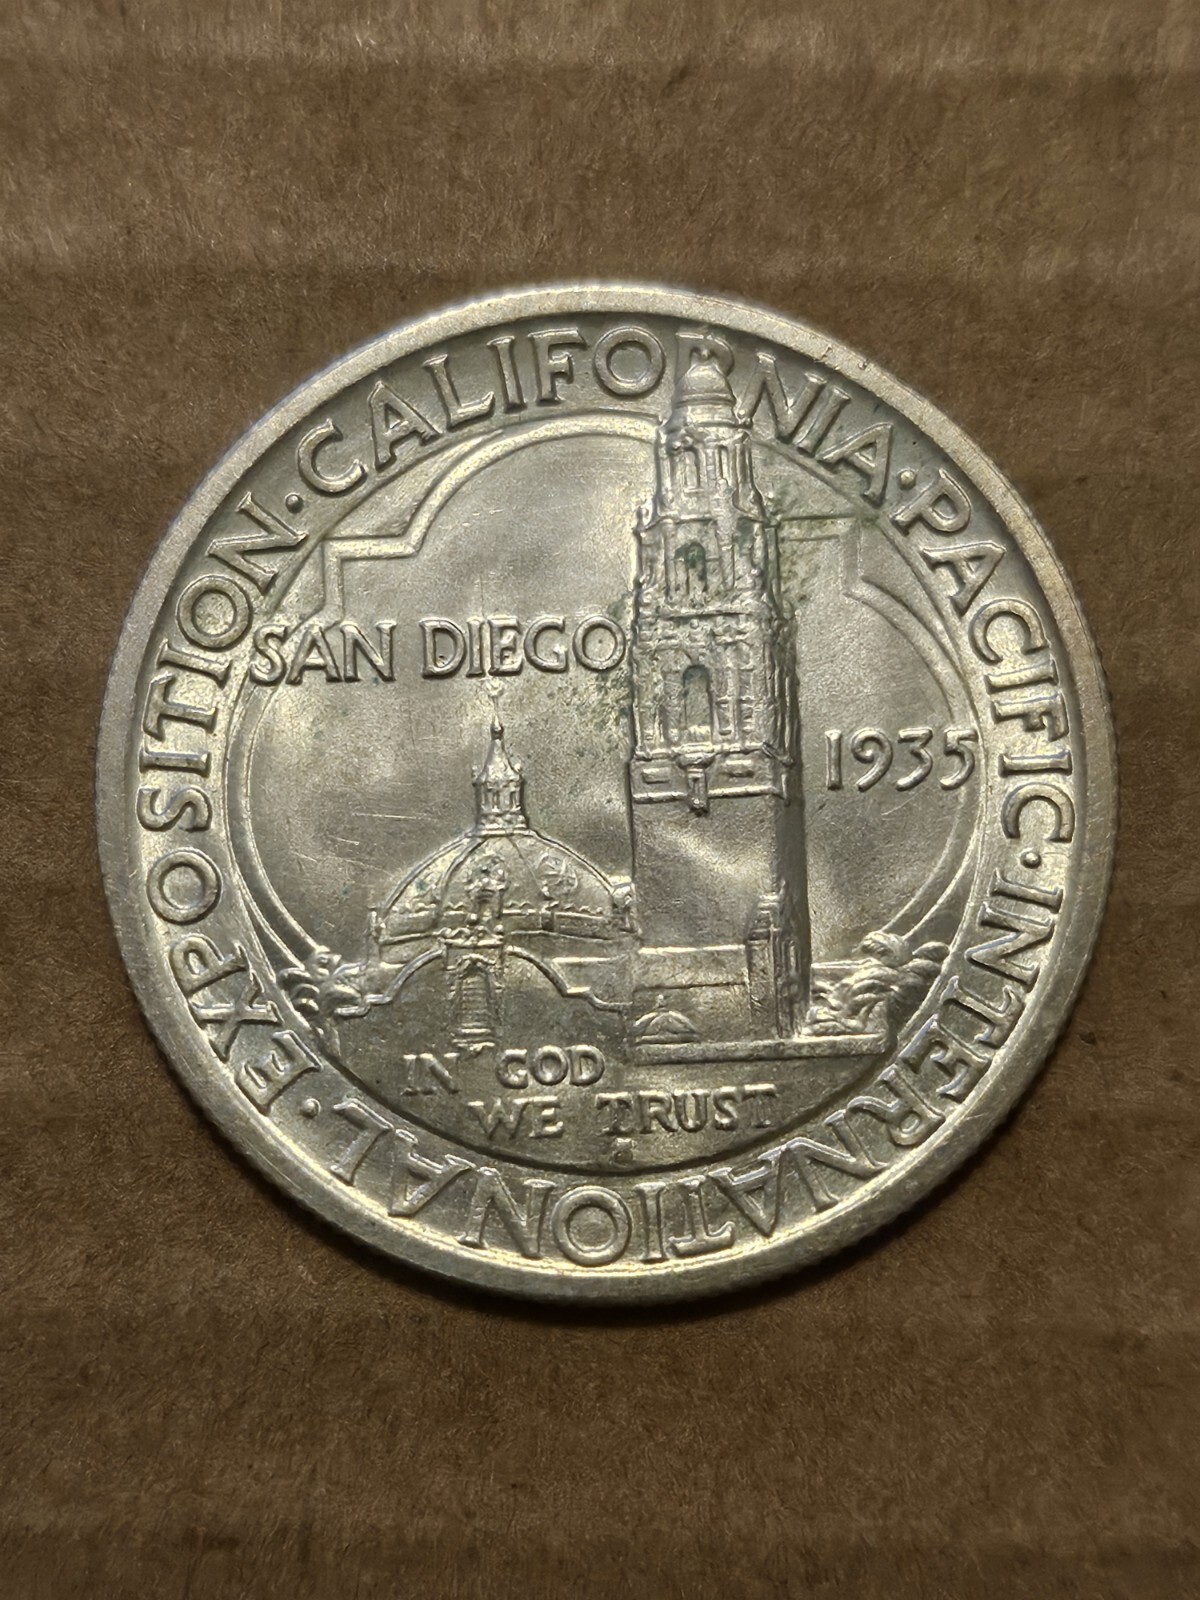 CALIFORNIA · PACIFIC · INTERNATIONAL · EXPOSITION ·
SAN DIEGO
1935
IN GOD
WE TRUST